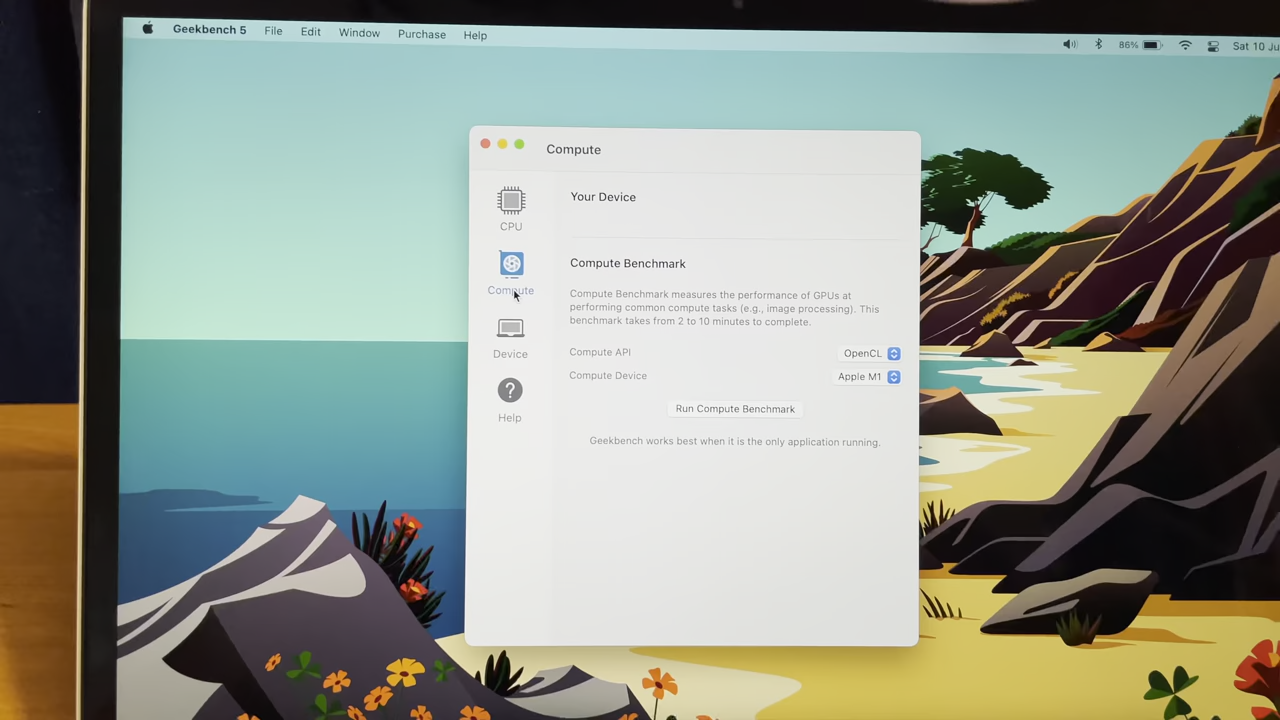 Geekbench 5 File Edit Window Purchase Help
86% Sat 10 Ju
Compute
CPU
Compute
Device
?
Help
Your Device
Compute Benchmark
Compute Benchmark measures the performance of GPUs at
performing common compute tasks (e.g., image processing). This
benchmark takes from 2 to 10 minutes to complete.
Compute API OpenCL
Compute Device Apple M1
Run Compute Benchmark
Geekbench works best when it is the only application running.